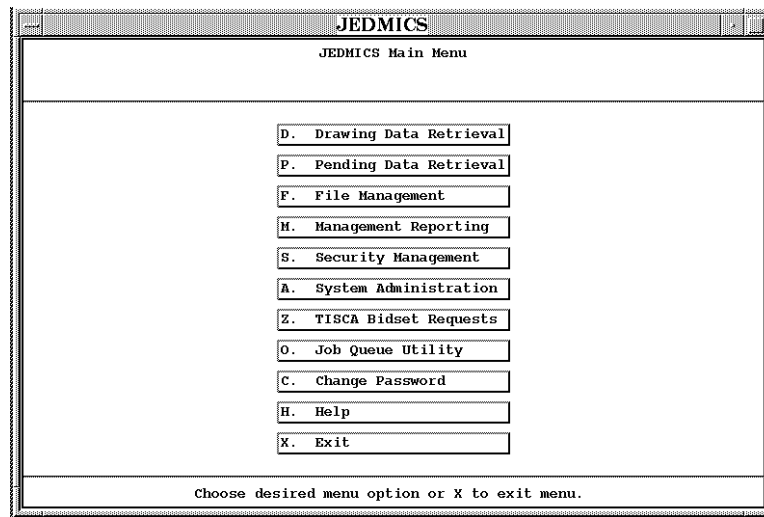 JEDMICS
JEDMICS Main Menu
D. Drawing Data Retrieval
P. Pending Data Retrieval
F. File Management
M. Management Reporting
S. Security Management
A. System Administration
Z. TISCA Bidset Requests
O. Job Queue Utility
C. Change Password
H. Help
X. Exit
Choose desired menu option or X to exit menu.